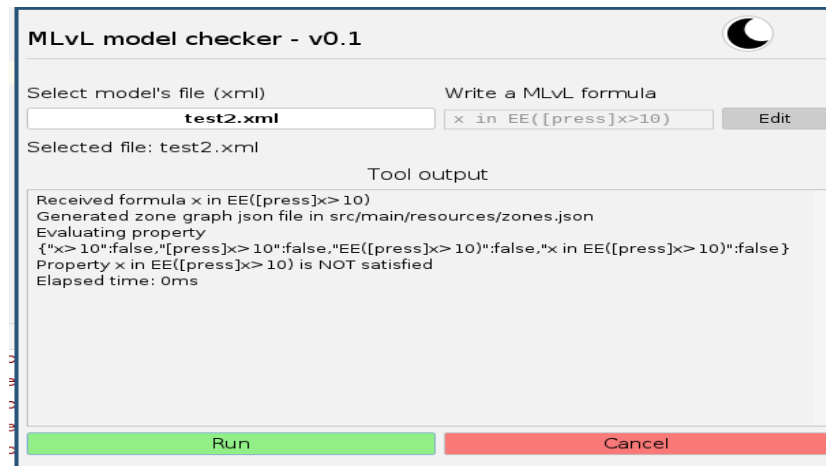 MLvL model checker - v0.1
Select model's file (xml)
Write a MLvL formula
test2.xml
x in EE([press]x>10)
Edit
Selected file: test2.xml
Tool output
Received formula x in EE([press]x>10)
Generated zone graph json file in src/main/resources/zones.json
Evaluating property
{"x>10":false,"[press]x>10":false,"EE([press]x>10)":false,"x in EE([press]x>10)":false}
Property x in EE([press]x>10) is NOT satisfied
Elapsed time: 0ms
Run
Cancel